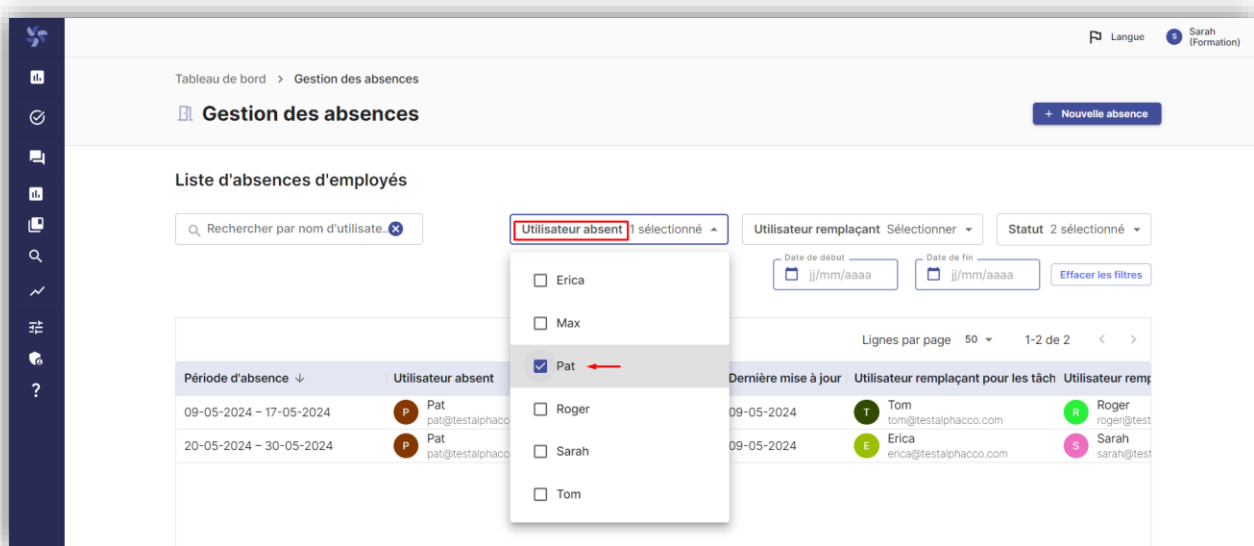 Langue
S
Sarah
(Formation)
Tableau de bord > Gestion des absences
Gestion des absences
+ Nouvelle absence
Liste d'absences d'employés
Rechercher par nom d'utilisate..
Utilisateur absent 1 sélectionné
Utilisateur remplaçant Sélectionner
Statut 2 sélectionné
Date de début
jj/mm/aaaa
Date de fin
jj/mm/aaaa
Effacer les filtres
Erica
Max
Pat
Roger
Sarah
Tom
Lignes par page 50 1-2 de 2 < >
Période d'absence ↓ Utilisateur absent Dernière mise à jour Utilisateur remplaçant pour les tâch Utilisateur remp
09-05-2024 – 17-05-2024 P Pat 09-05-2024 T Tom R Roger
pat@testalphacco tom@testalphacco.com roger@test
20-05-2024 – 30-05-2024 P Pat 09-05-2024 E Erica S Sarah
pat@testalphacco erica@testalphacco.com sarah@test
?